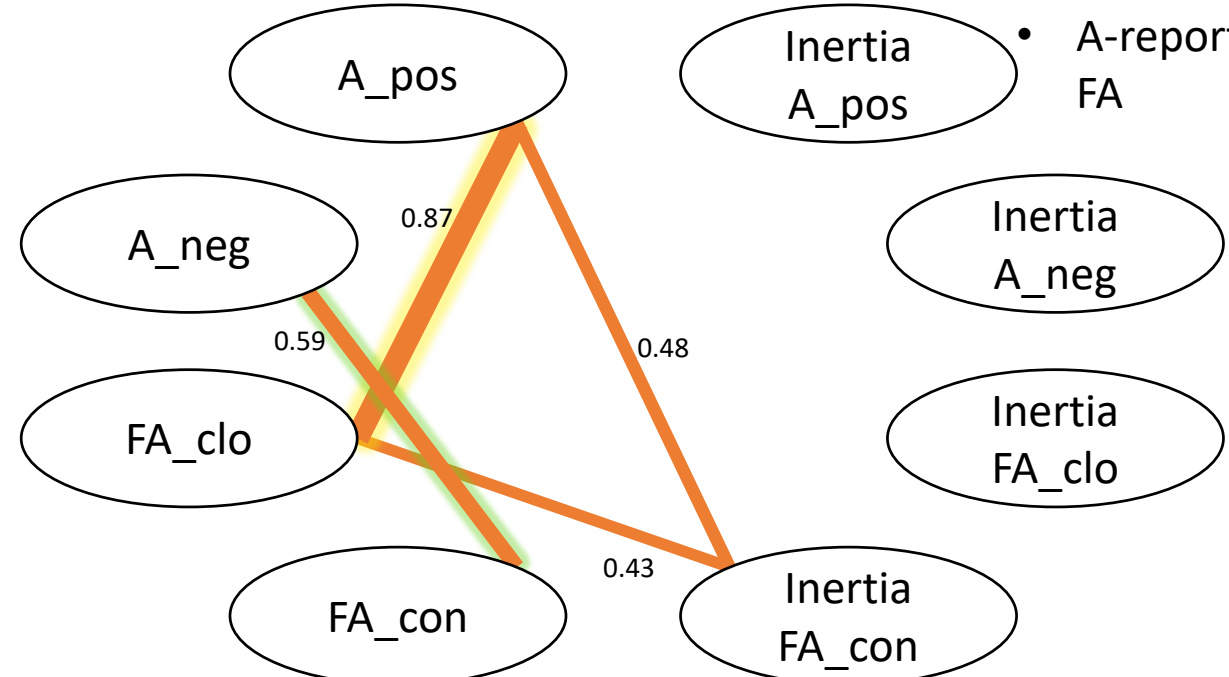 A_pos
Inertia
A_pos
• A-report
FA
A_neg
Inertia
A_neg
0.87
0.59
0.48
FA_clo
Inertia
FA_clo
0.43
FA_con
Inertia
FA_con